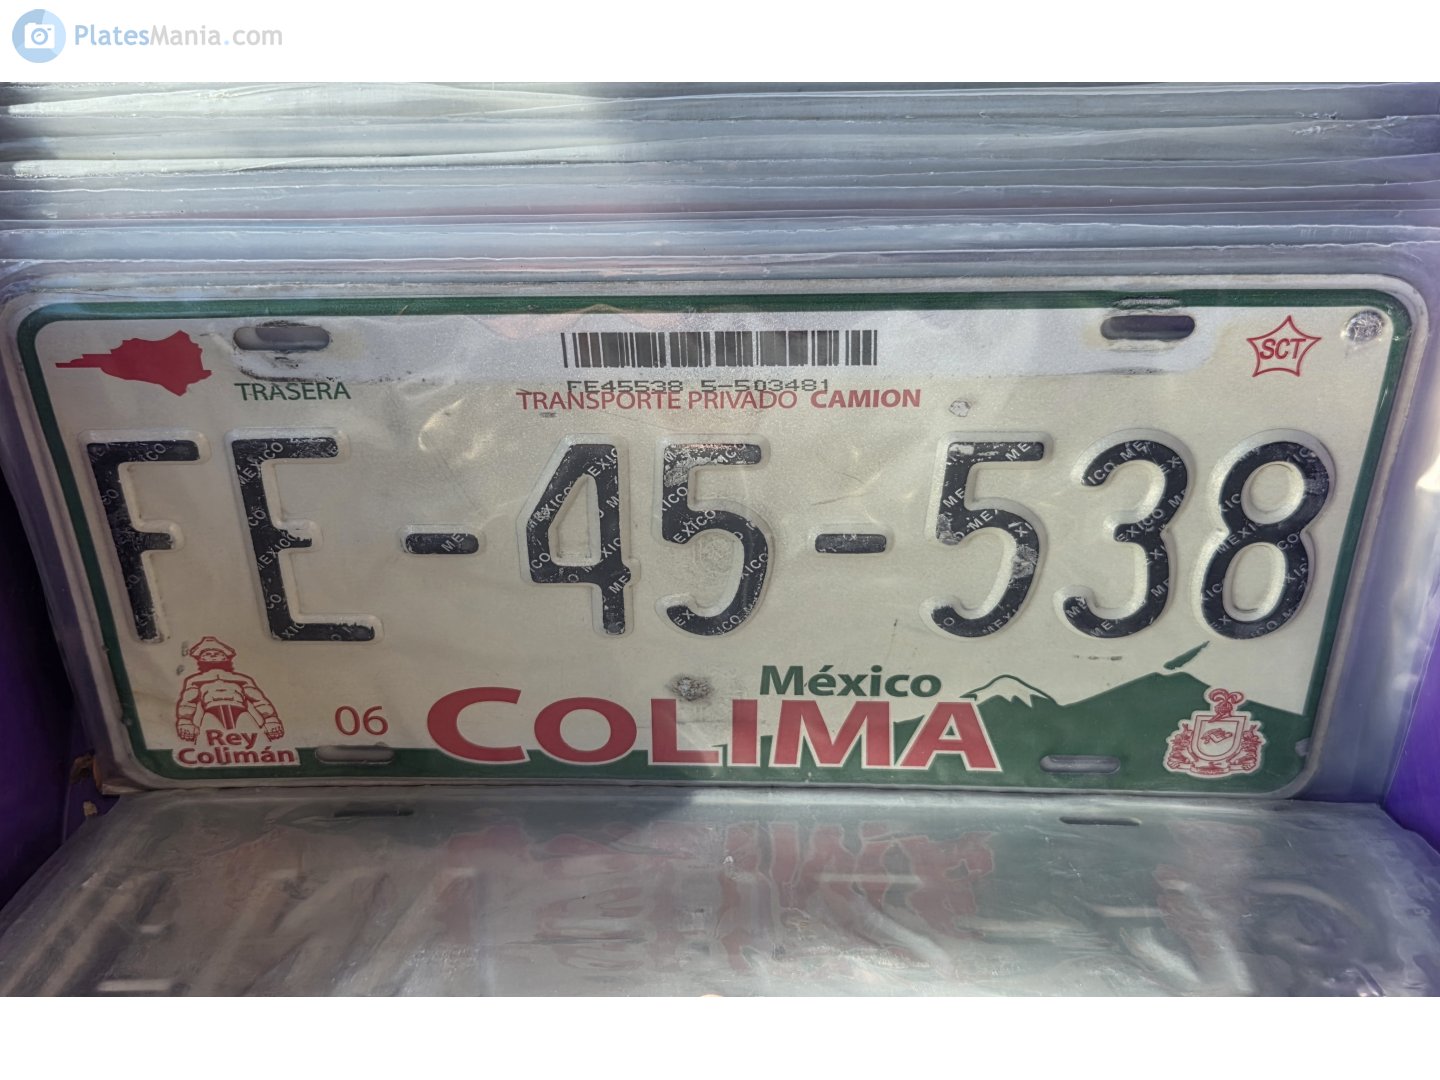 PlatesMania.com
SCT
FE45538 5-503481
TRASERA
TRANSPORTE PRIVADO CAMION
FE-45-538
México
06 COLIMA
Rey
Colimán